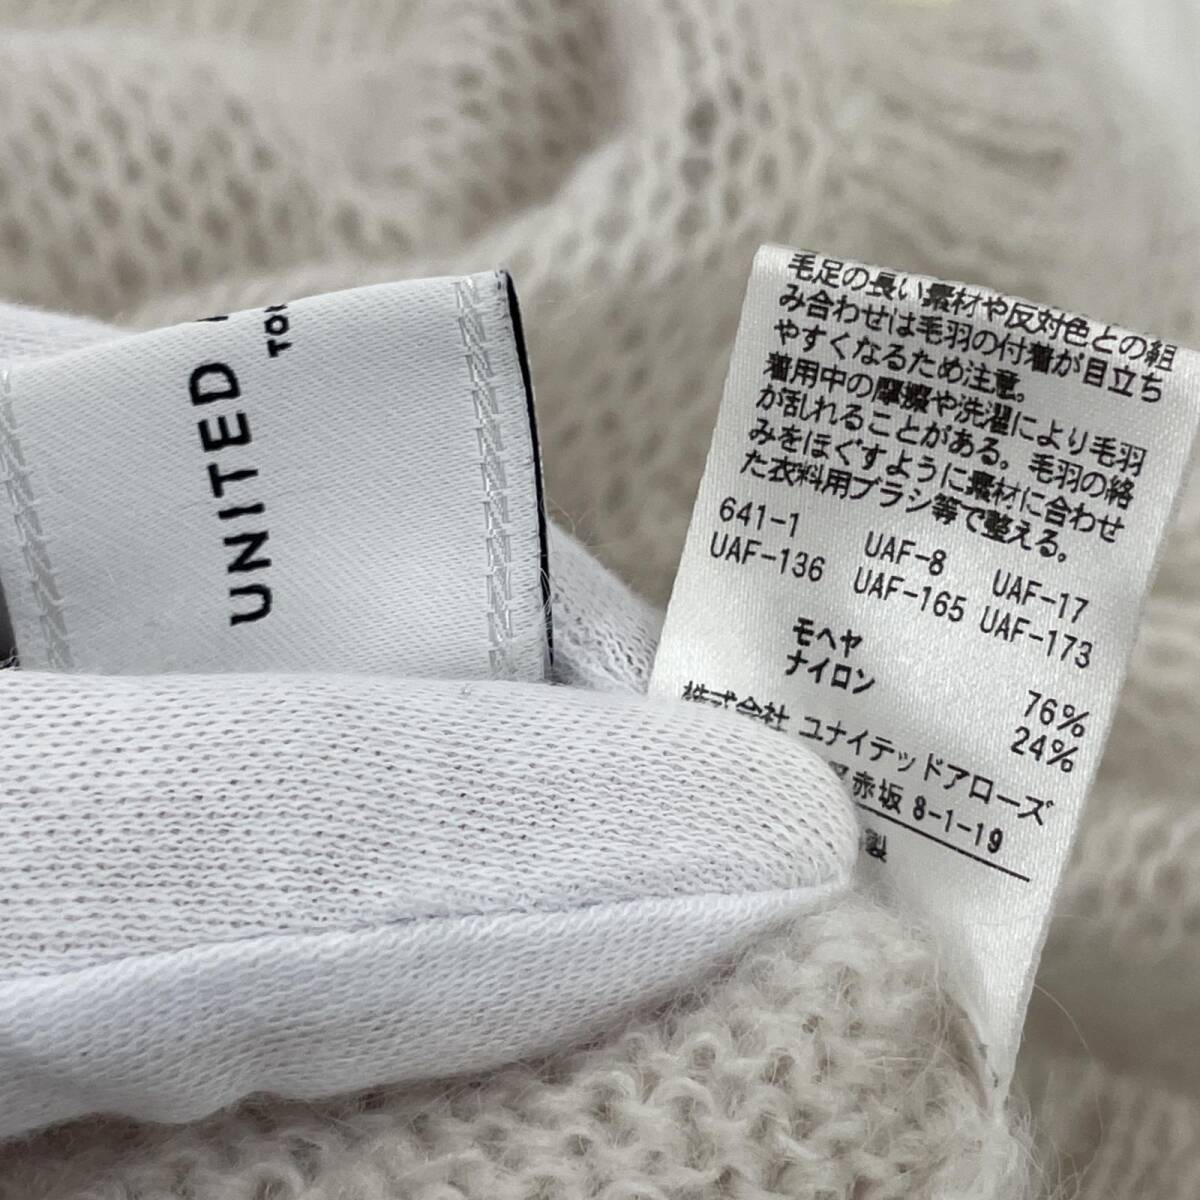 UNITED
TO
毛足の長い素材や反対色との組
み合わせは毛羽の付着が目立ち
やすくなるため注意。
着用中の摩擦や洗濯により毛羽
が乱れることがある。毛羽の絡
みをほぐすように素材に合わせ
た衣料用ブラシ等で整える。
641-1 UAF-8 UAF-17
UAF-136 UAF-165 UAF-173
モヘヤ 76%
ナイロン 24%
株式会社 ユナイテッドアローズ
赤坂 8-1-19
製